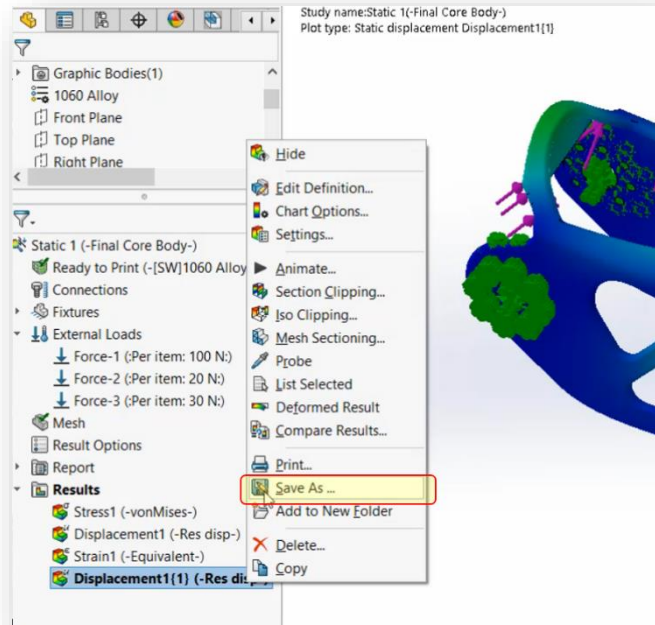 Study name:Static 1(-Final Core Body-)
Plot type: Static displacement Displacement1{1}
Graphic Bodies(1)
1060 Alloy
Front Plane
Top Plane
Right Plane
Static 1 (-Final Core Body-)
Ready to Print (-[SW]1060 Alloy
Connections
Fixtures
External Loads
Force-1 (:Per item: 100 N:)
Force-2 (:Per item: 20 N:)
Force-3 (:Per item: 30 N:)
Mesh
Result Options
Report
Results
Stress1 (-vonMises-)
Displacement1 (-Res disp-)
Strain1 (-Equivalent-)
Displacement1{1} (-Res
Hide
Edit Definition...
Chart Options...
Settings...
Animate...
Section Clipping...
Iso Clipping...
Mesh Sectioning...
Probe
List Selected
Deformed Result
Compare Results...
Print...
Save As ...
Add to New Folder
Delete...
Copy